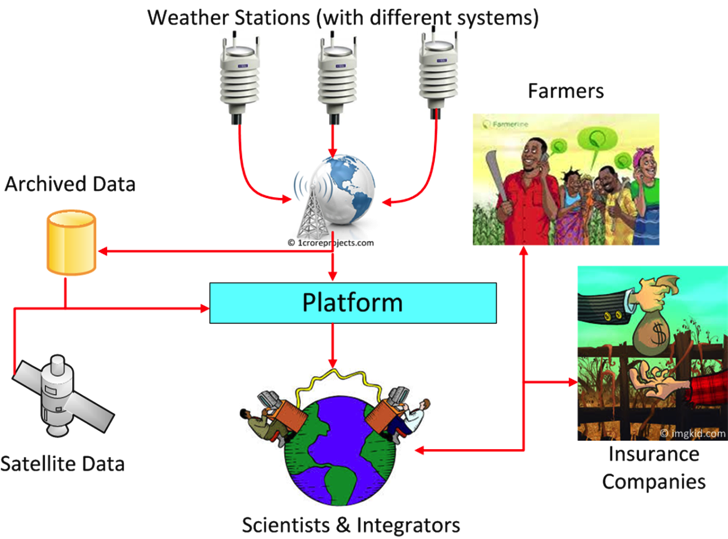 Weather Stations (with different systems)
Farmers
Farmerline
Archived Data
© 1croreprojects.com
Platform
$
© imgkid.com
Satellite Data
Insurance
Companies
Scientists & Integrators